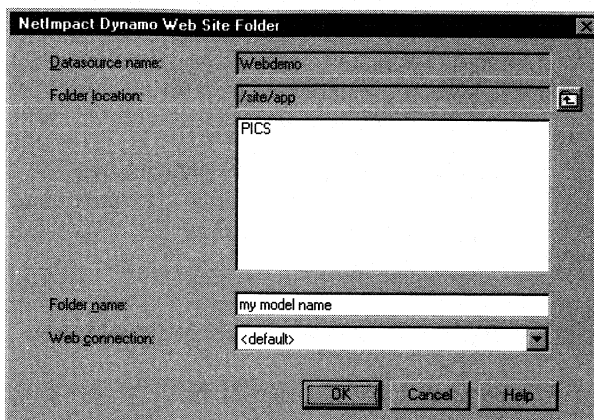 NetImpact Dynamo Web Site Folder
Datasource name: Webdemo
Folder location: /site/app
PICS
Folder name: my model name
Web connection: <default>
OK Cancel Help